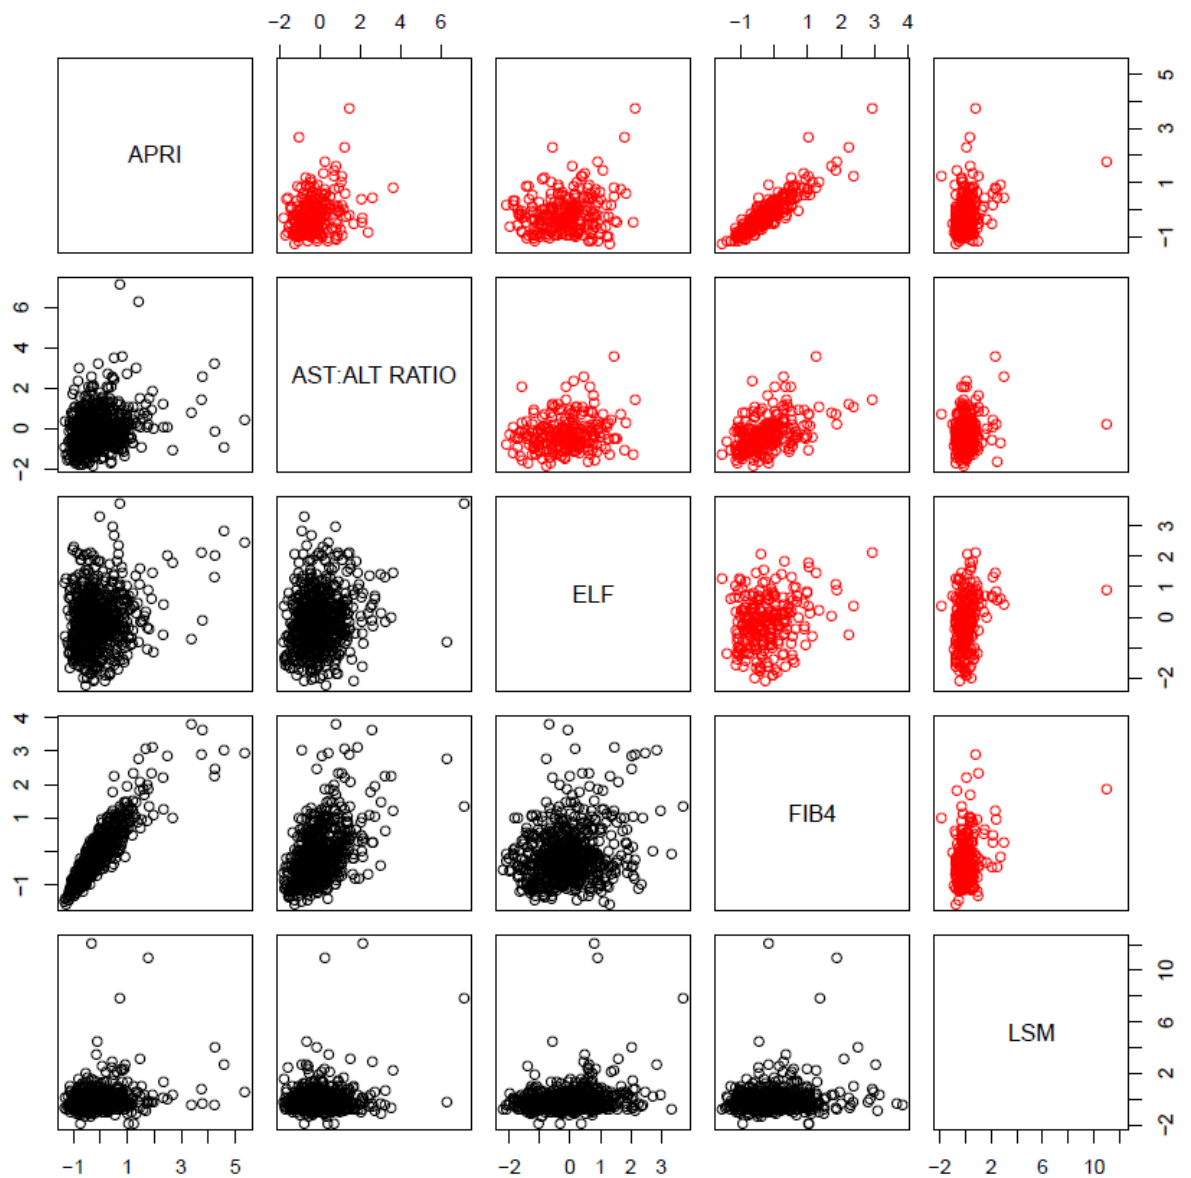 −2 0 2 4 6 −1 1 2 3 4
APRI
−1 1 3 5
AST:ALT RATIO
−2 0 2 4 6
ELF
−2 0 1 2 3
FIB4
−1 1 2 3 4
LSM
−2 2 6 10
−1 1 3 5 −2 0 1 2 3 −2 2 6 10